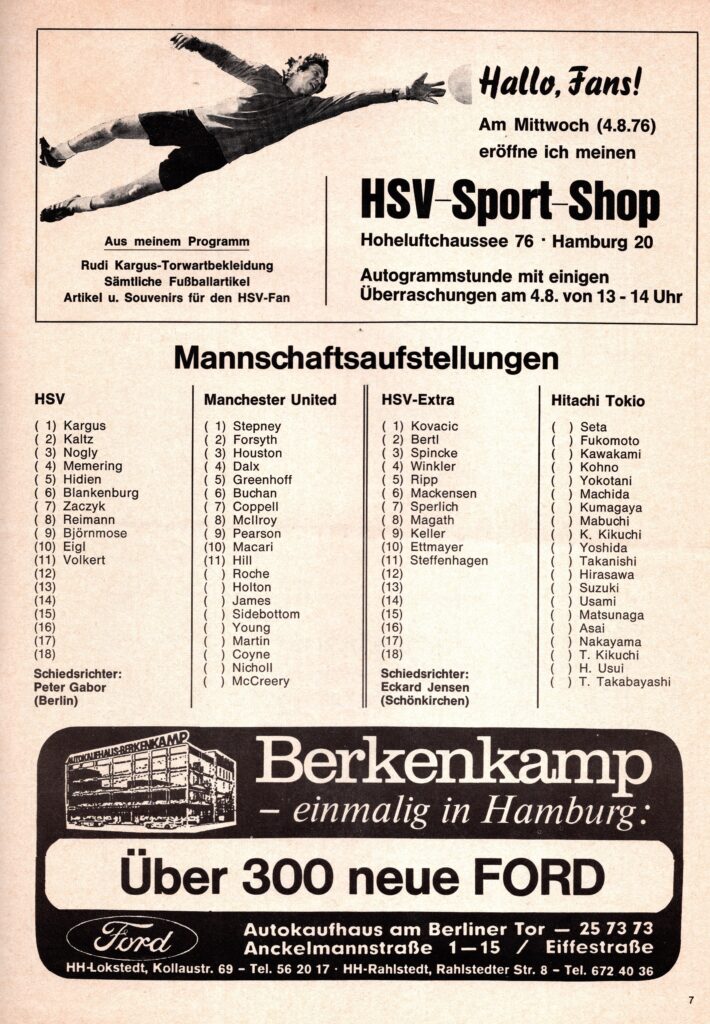 Hallo, Fans!
Am Mittwoch (4.8.76)
eröffne ich meinen
HSV-Sport-Shop
Hoheluftchaussee 76 · Hamburg 20
Autogrammstunde mit einigen
Überraschungen am 4.8. von 13 - 14 Uhr
Aus meinem Programm
Rudi Kargus-Torwartbekleidung
Sämtliche Fußballartikel
Artikel u. Souvenirs für den HSV-Fan
Mannschaftsaufstellungen
HSV
( 1) Kargus
( 2) Kaltz
( 3) Nogly
( 4) Memering
( 5) Hidien
( 6) Blankenburg
( 7) Zaczyk
( 8) Reimann
( 9) Björnmose
(10) Eigl
(11) Volkert
(12)
(13)
(14)
(15)
(16)
(17)
(18)
Schiedsrichter:
Peter Gabor
(Berlin)
Manchester United
( 1) Stepney
( 2) Forsyth
( 3) Houston
( 4) Dalx
( 5) Greenhoff
( 6) Buchan
( 7) Coppell
( 8) McIlroy
( 9) Pearson
(10) Macari
(11) Hill
( ) Roche
( ) Holton
( ) James
( ) Sidebottom
( ) Young
( ) Martin
( ) Coyne
( ) Nicholl
( ) McCreery
HSV-Extra
( 1) Kovacic
( 2) Bertl
( 3) Spincke
( 4) Winkler
( 5) Ripp
( 6) Mackensen
( 7) Sperlich
( 8) Magath
( 9) Keller
(10) Ettmayer
(11) Steffenhagen
(12)
(13)
(14)
(15)
(16)
(17)
(18)
Schiedsrichter:
Eckard Jensen
(Schönkirchen)
Hitachi Tokio
( ) Seta
( ) Fukomoto
( ) Kawakami
( ) Kohno
( ) Yokotani
( ) Machida
( ) Kumagaya
( ) Mabuchi
( ) K. Kikuchi
( ) Yoshida
( ) Takanishi
( ) Hirasawa
( ) Suzuki
( ) Usami
( ) Matsunaga
( ) Asai
( ) Nakayama
( ) T. Kikuchi
( ) H. Usui
( ) T. Takabayashi
AUTOKAUFHAUS-BERKENKAMP
Berkenkamp
– einmalig in Hamburg:
Über 300 neue FORD
Ford
Autokaufhaus am Berliner Tor — 25 73 73
Anckelmannstraße 1—15 / Eiffestraße
HH-Lokstedt, Kollaustr. 69 - Tel. 56 20 17 · HH-Rahlstedt, Rahlstedter Str. 8 - Tel. 672 40 36
7